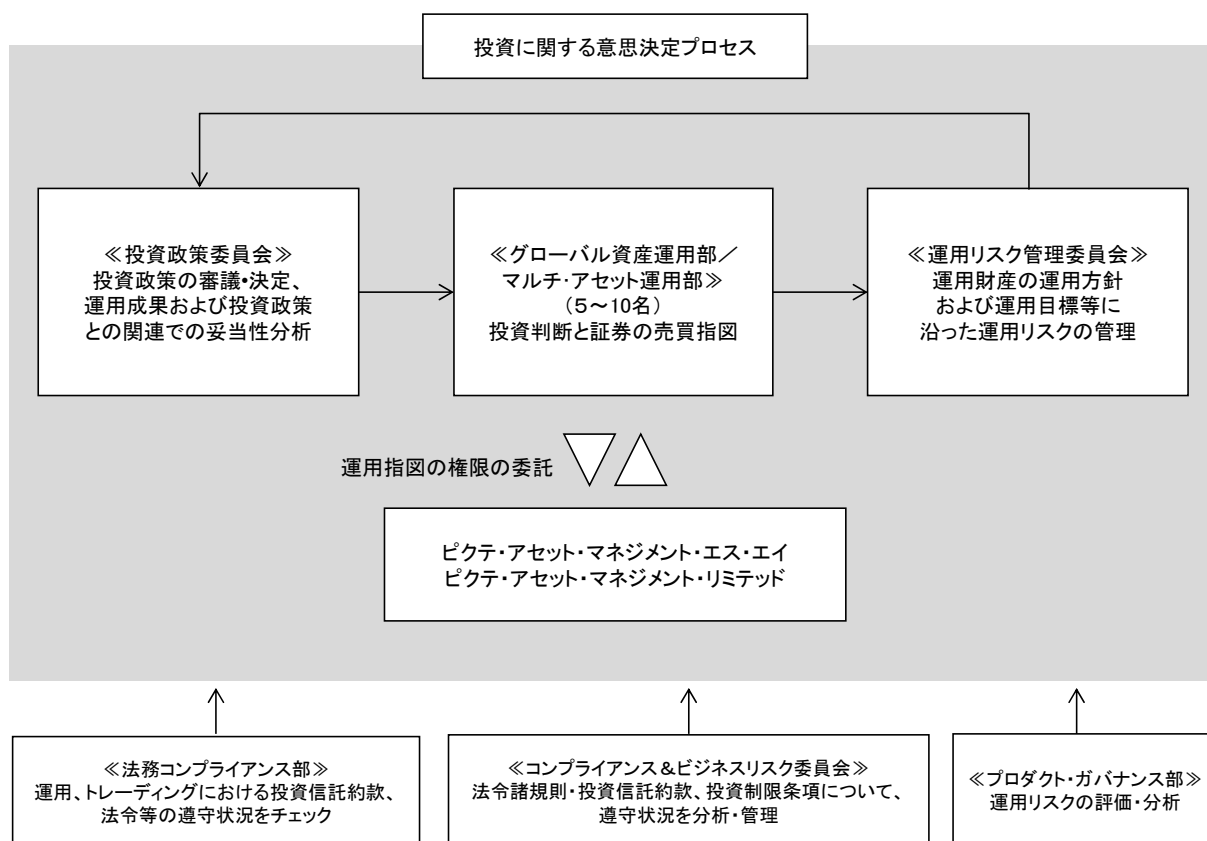 投資に関する意思決定プロセス
≪投資政策委員会≫
投資政策の審議・決定、
運用成果および投資政策
との関連での妥当性分析
≪グローバル資産運用部／
マルチ・アセット運用部≫
（５～１０名）
投資判断と証券の売買指図
≪運用リスク管理委員会≫
運用財産の運用方針
および運用目標等に
沿った運用リスクの管理
運用指図の権限の委託
ピクテ・アセット・マネジメント・エス・エイ
ピクテ・アセット・マネジメント・リミテッド
≪法務コンプライアンス部≫
運用、トレーディングにおける投資信託約款、
法令等の遵守状況をチェック
≪コンプライアンス＆ビジネスリスク委員会≫
法令諸規則・投資信託約款、投資制限条項について、
遵守状況を分析・管理
≪プロダクト・ガバナンス部≫
運用リスクの評価・分析